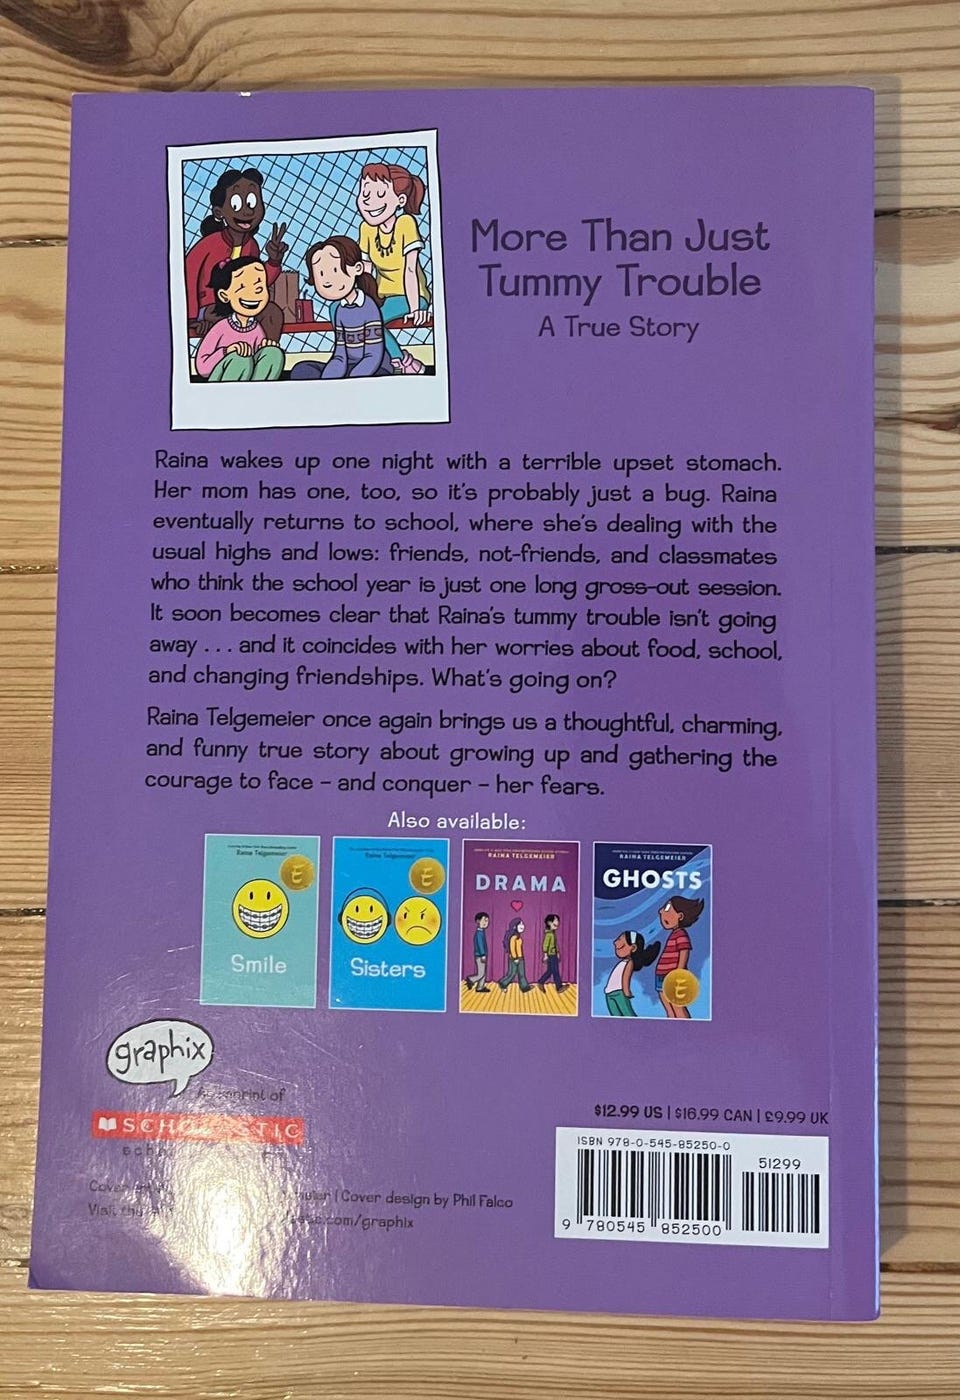 More Than Just
Tummy Trouble
A True Story
Raina wakes up one night with a terrible upset stomach.
Her mom has one, too, so it's probably just a bug. Raina
eventually returns to school, where she's dealing with the
usual highs and lows: friends, not-friends, and classmates
who think the school year is just one long gross-out session.
It soon becomes clear that Raina's tummy trouble isn't going
away . . . and it coincides with her worries about food, school,
and changing friendships. What's going on?
Raina Telgemeier once again brings us a thoughtful, charming,
and funny true story about growing up and gathering the
courage to face – and conquer – her fears.
Also available:
Raina Telgemeier
Smile
Raina Telgemeier
Sisters
RAINA TELGEMEIER
DRAMA
RAINA TELGEMEIER
GHOSTS
graphix
An imprint of
SCHOLASTIC
$12.99 US | $16.99 CAN | £9.99 UK
ISBN 978-0-545-85250-0
51299
9 780545 852500
Cover | Cover design by Phil Falco
Visit .com/graphix